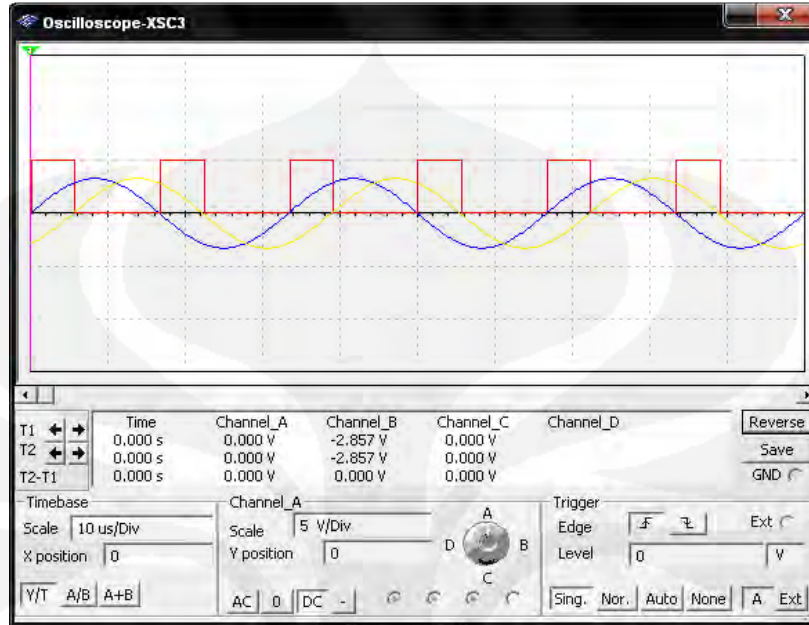 Oscilloscope-XSC3
Time Channel_A Channel_B Channel_C Channel_D
T1 0.000 s 0.000 V -2.857 V 0.000 V
T2 0.000 s 0.000 V -2.857 V 0.000 V
T2-T1 0.000 s 0.000 V 0.000 V 0.000 V
Reverse
Save
GND
Timebase
Scale 10 us/Div
X position 0
Y/T A/B A+B
Channel_A
Scale 5 V/Div
Y position 0
AC 0 DC -
A
D B
C
Trigger
Edge Ext
Level 0 V
Sing. Nor. Auto None A Ext